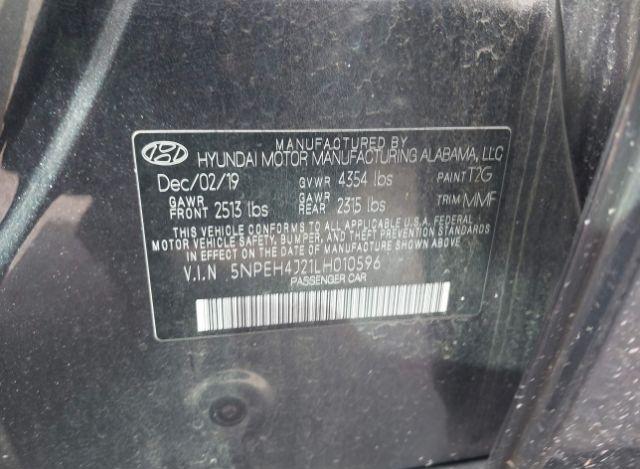 MANUFACTURED BY
HYUNDAI MOTOR MANUFACTURING ALABAMA, LLC
Dec/02/19 GVWR 4354 lbs PAINT T2G
GAWR FRONT 2513 lbs GAWR REAR 2315 lbs TRIM MMF
THIS VEHICLE CONFORMS TO ALL APPLICABLE U.S.A. FEDERAL
MOTOR VEHICLE SAFETY, BUMPER, AND THEFT PREVENTION STANDARDS
IN EFFECT ON THE DATE OF MANUFACTURE SHOWN ABOVE.
V.I.N 5NPEH4J21LH010596
PASSENGER CAR